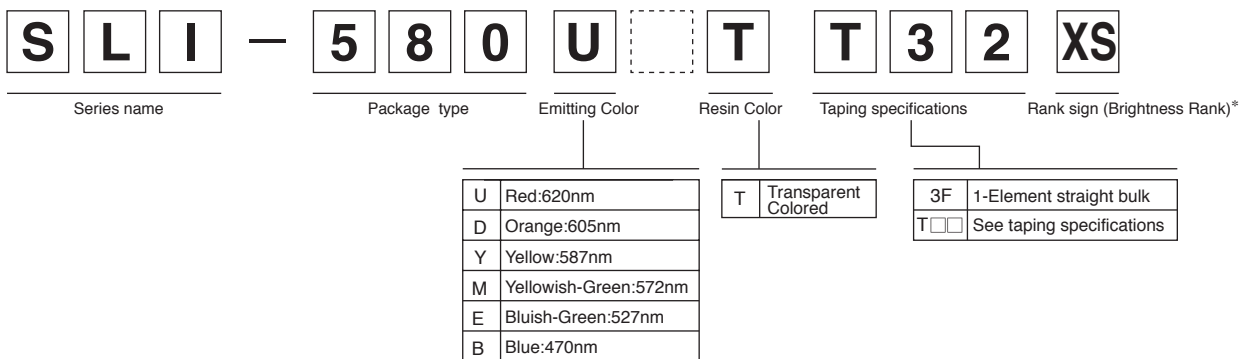 S L I — 5 8 0 U T T 3 2 XS
Series name Package type Emitting Color Resin Color Taping specifications Rank sign (Brightness Rank)*
U Red:620nm
D Orange:605nm
Y Yellow:587nm
M Yellowish-Green:572nm
E Bluish-Green:527nm
B Blue:470nm
T Transparent
Colored
3F 1-Element straight bulk
T□□ See taping specifications